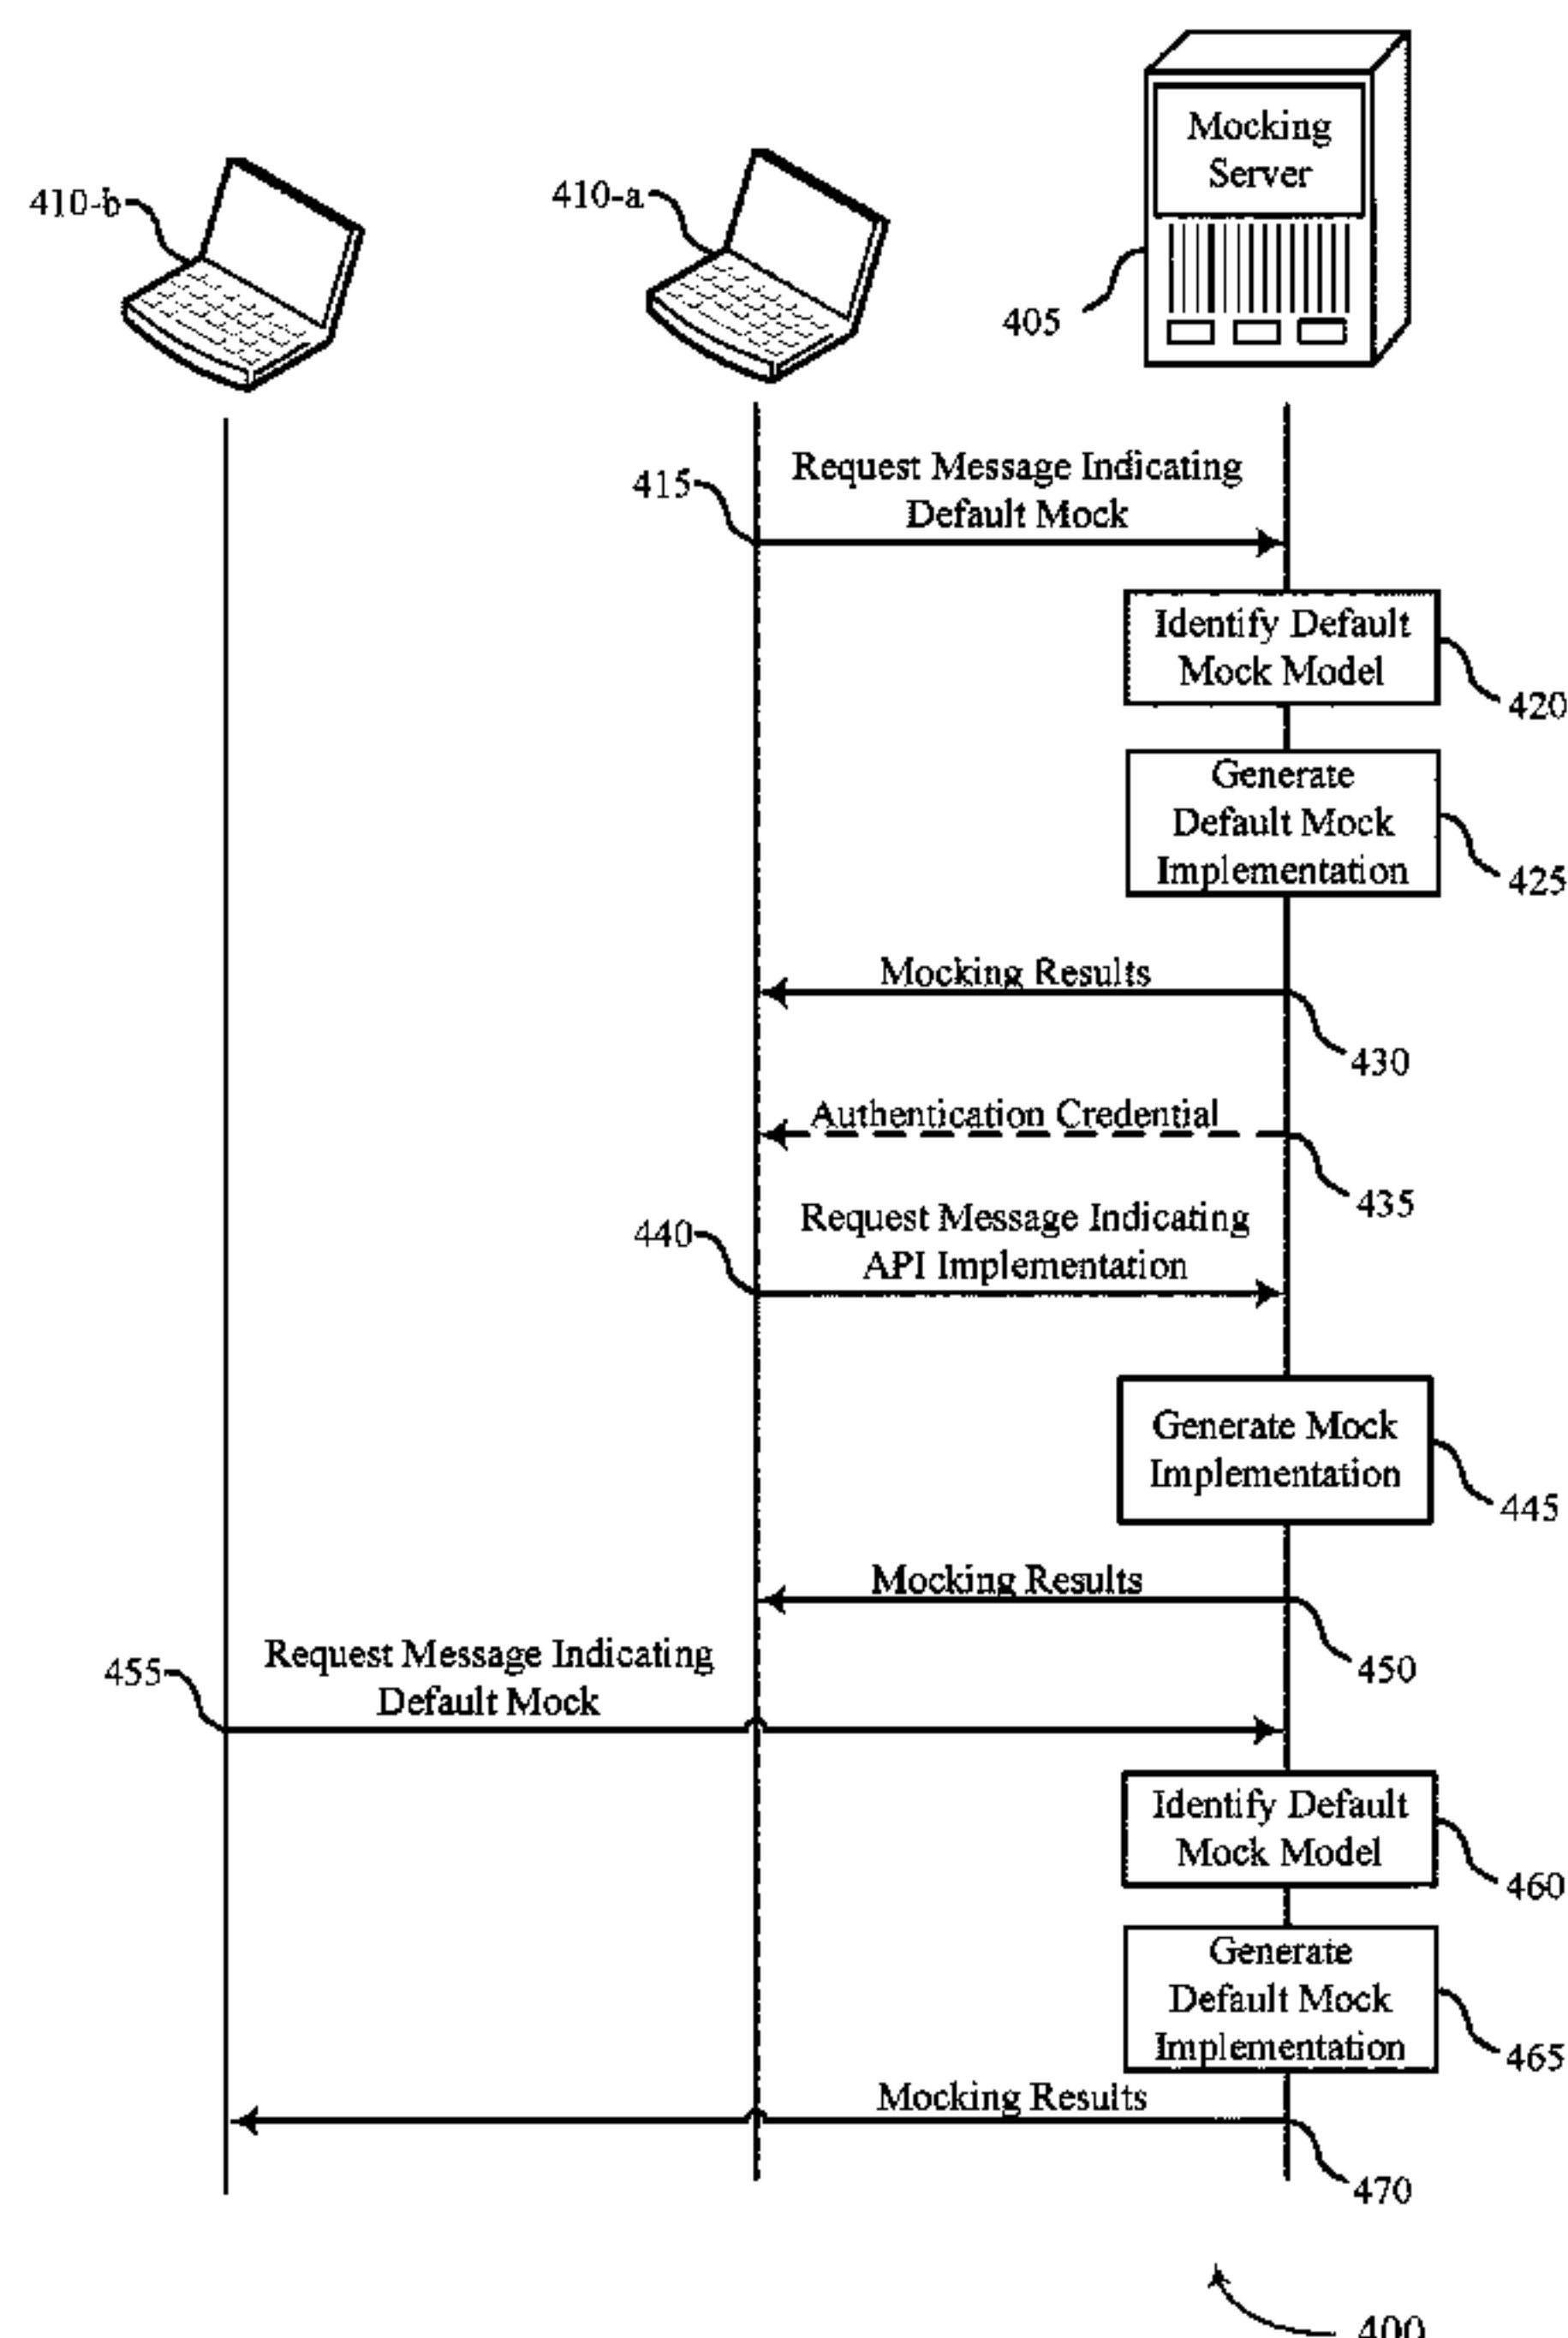 Mocking
Server
410-b
410-a
405
415
Request Message Indicating
Default Mock
Identify Default
Mock Model
420
Generate
Default Mock
Implementation
425
Mocking Results
430
Authentication Credential
435
440
Request Message Indicating
API Implementation
Generate Mock
Implementation
445
Mocking Results
450
455
Request Message Indicating
Default Mock
Identify Default
Mock Model
460
Generate
Default Mock
Implementation
465
Mocking Results
470
400